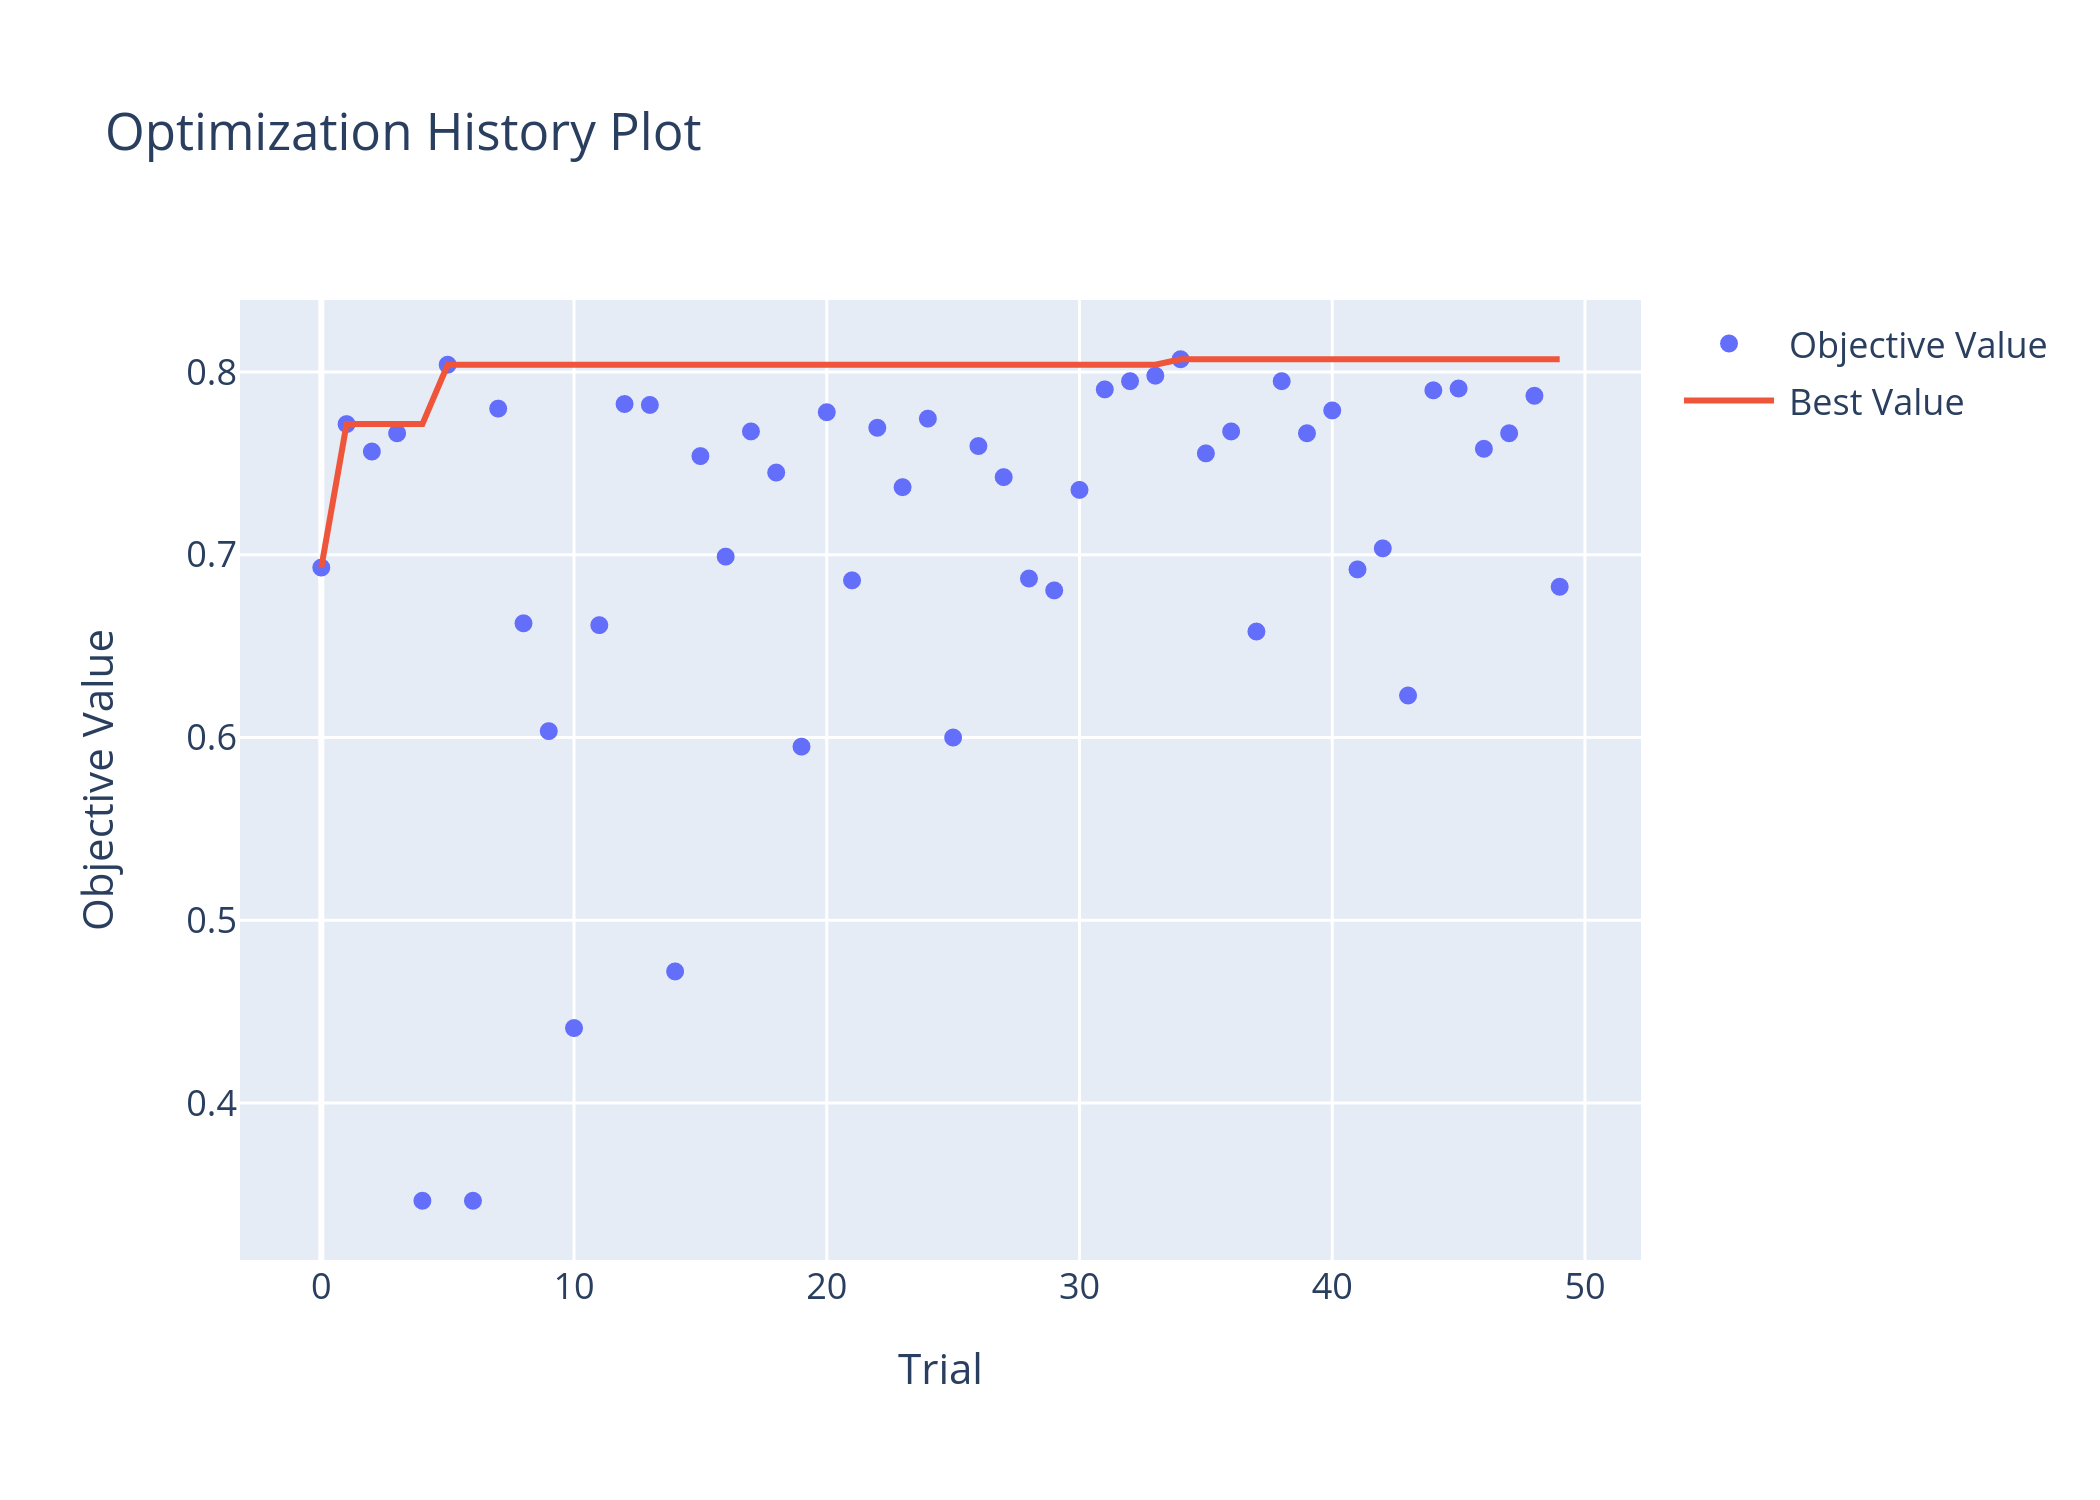 Optimization History Plot
Objective Value
Best Value
0.8
0.7
0.6
0.5
0.4
Objective Value
0 10 20 30 40 50
Trial